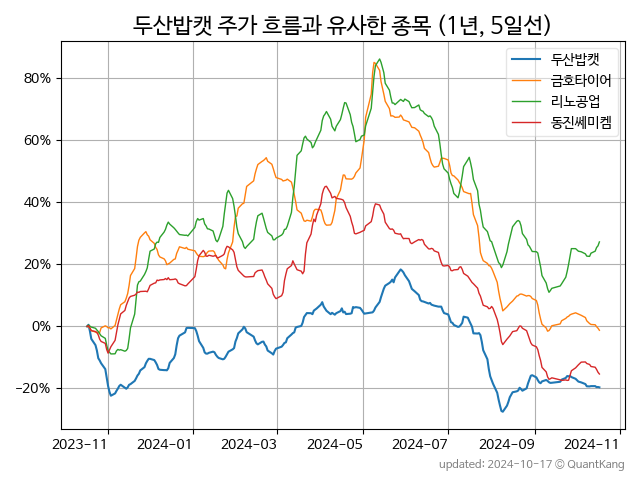 두산밥캣 주가 흐름과 유사한 종목 (1년, 5일선)
두산밥캣
금호타이어
리노공업
동진쎄미켐
80%
60%
40%
20%
0%
−20%
2023-11
2024-01
2024-03
2024-05
2024-07
2024-09
2024-11
updated: 2024-10-17 © QuantKang